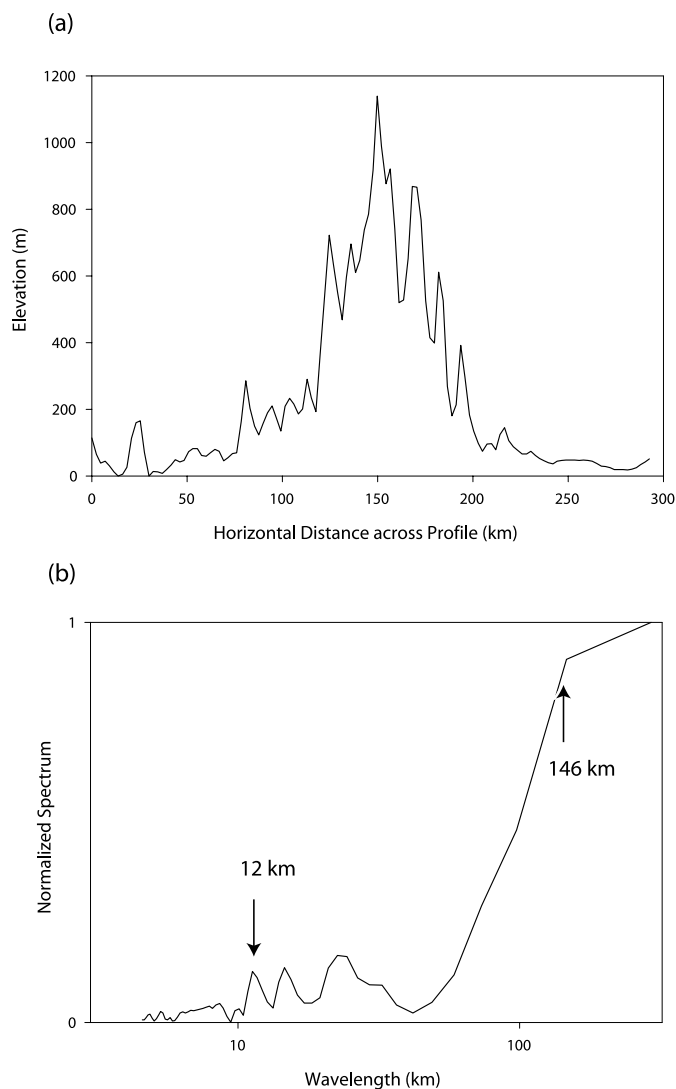 (a)
1200
1000
800
600
400
200
0
Elevation (m)
0 50 100 150 200 250 300
Horizontal Distance across Profile (km)
(b)
1
Normalized Spectrum
146 km
12 km
0
10 100
Wavelength (km)